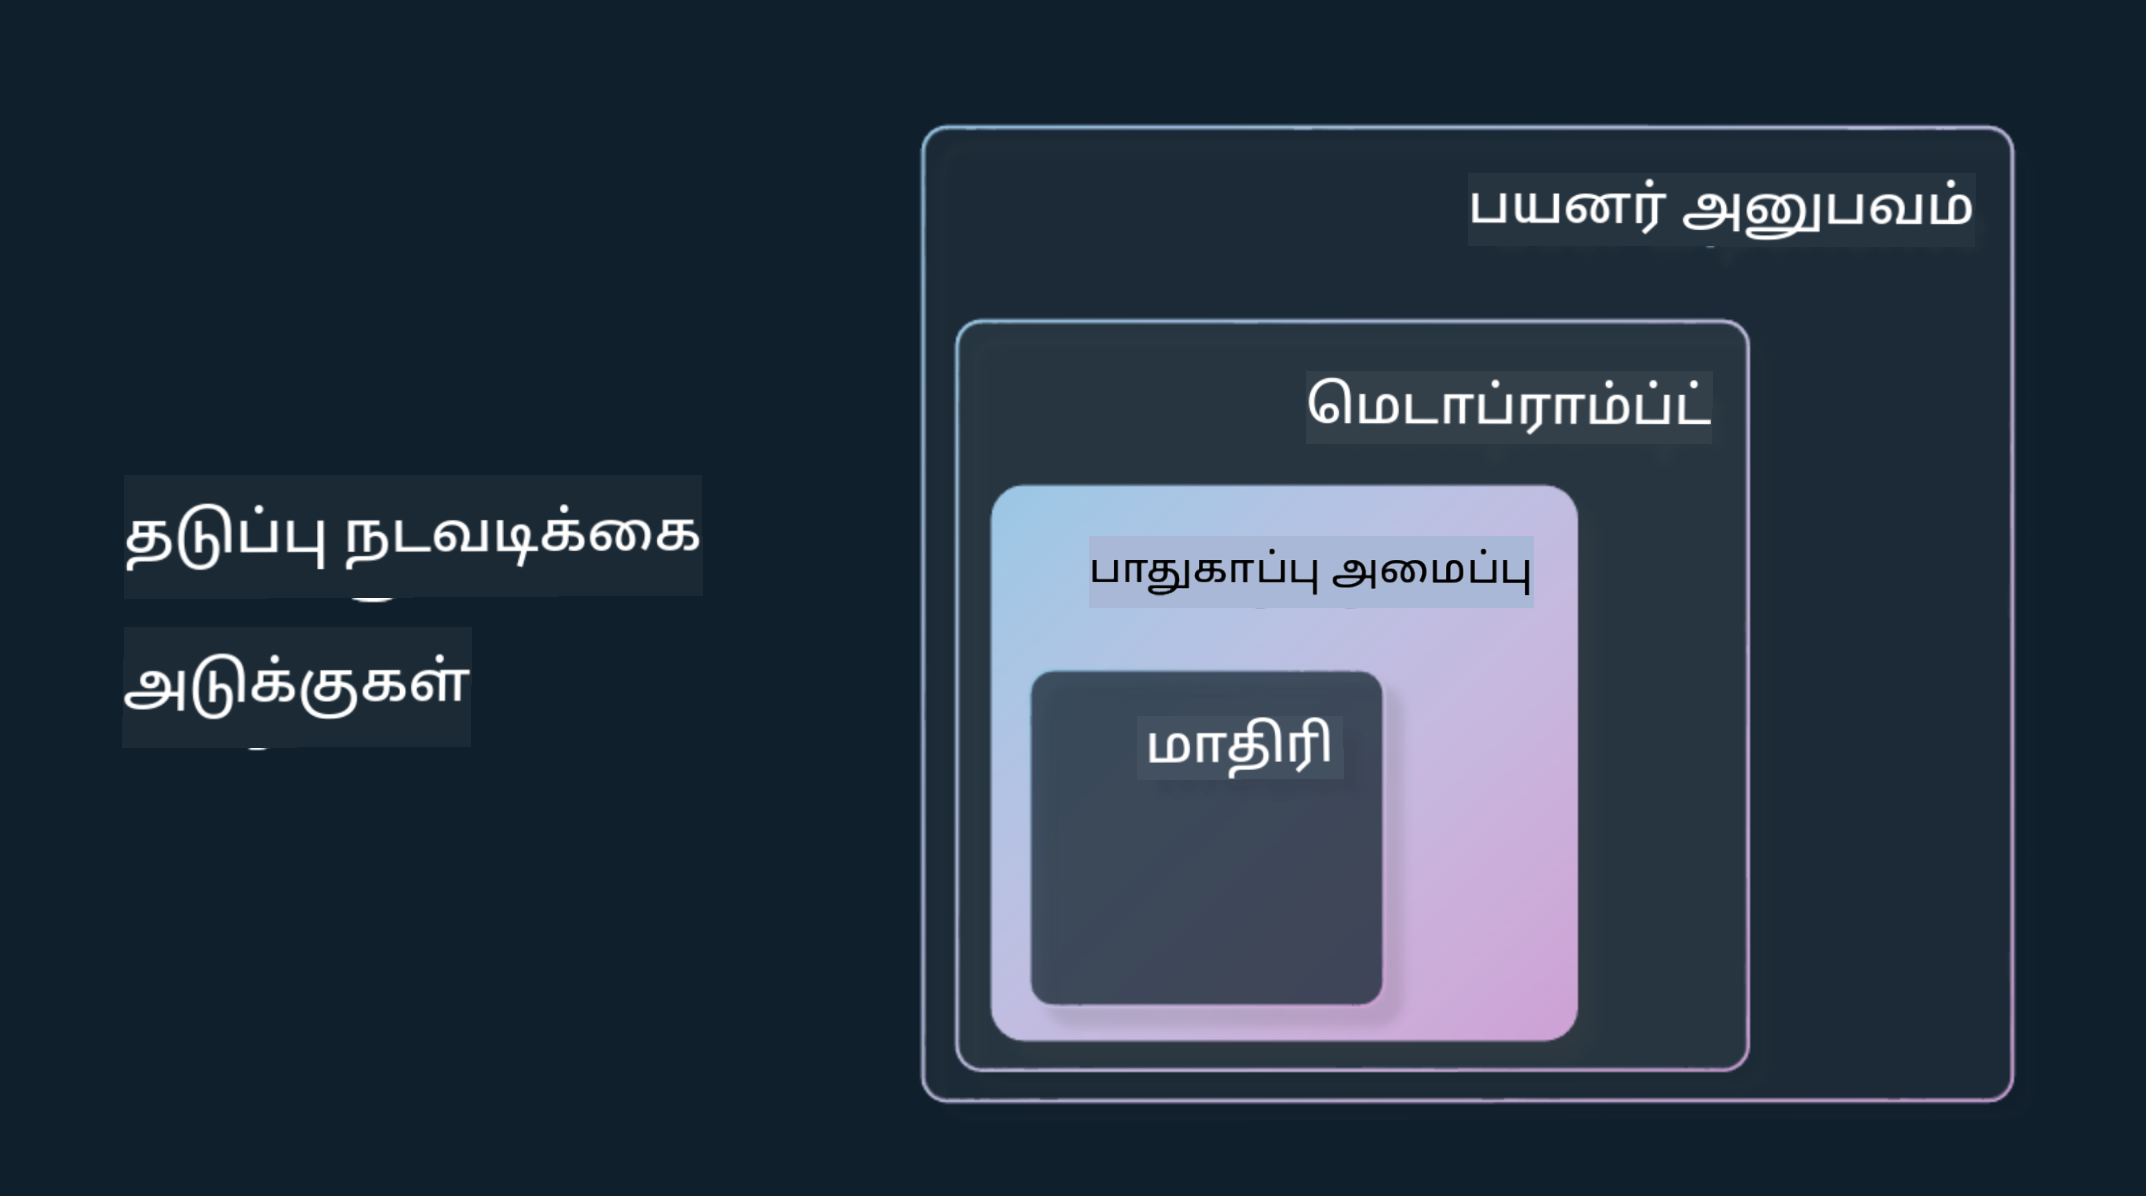 தடுப்பு நடவடிக்கை
அடுக்குகள்
பயனர் அனுபவம்
மெடாப்ராம்ப்ட்
பாதுகாப்பு அமைப்பு
மாதிரி